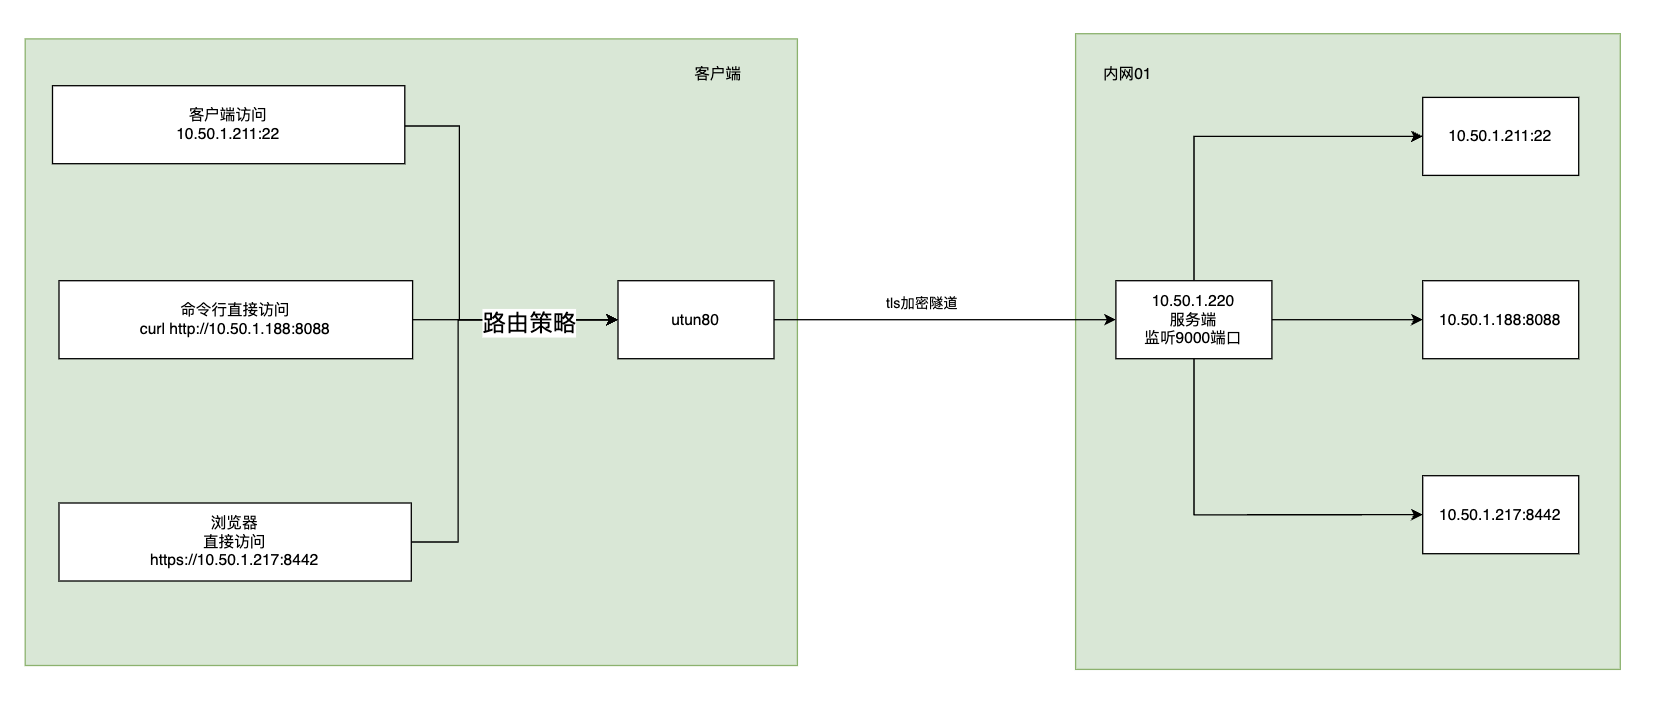 客户端
客户端访问
10.50.1.211:22
命令行直接访问
curl http://10.50.1.188:8088
浏览器
直接访问
https://10.50.1.217:8442
路由策略
utun80
tls加密隧道
内网01
10.50.1.220
服务端
监听9000端口
10.50.1.211:22
10.50.1.188:8088
10.50.1.217:8442